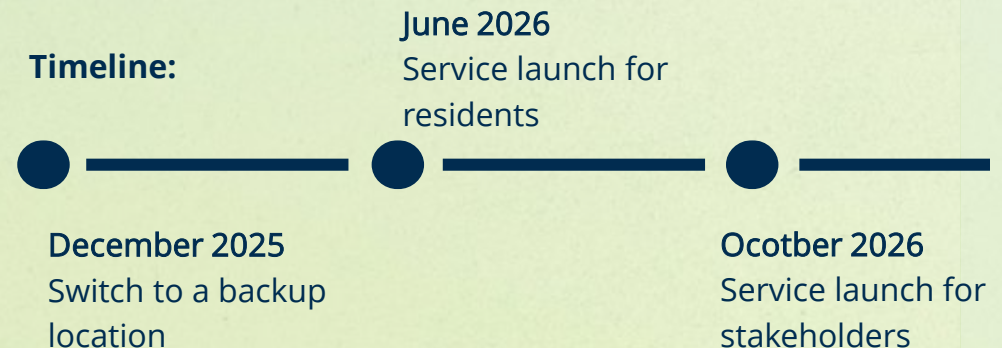 Timeline:
June 2026
Service launch for
residents
December 2025
Switch to a backup
location
Ocotber 2026
Service launch for
stakeholders